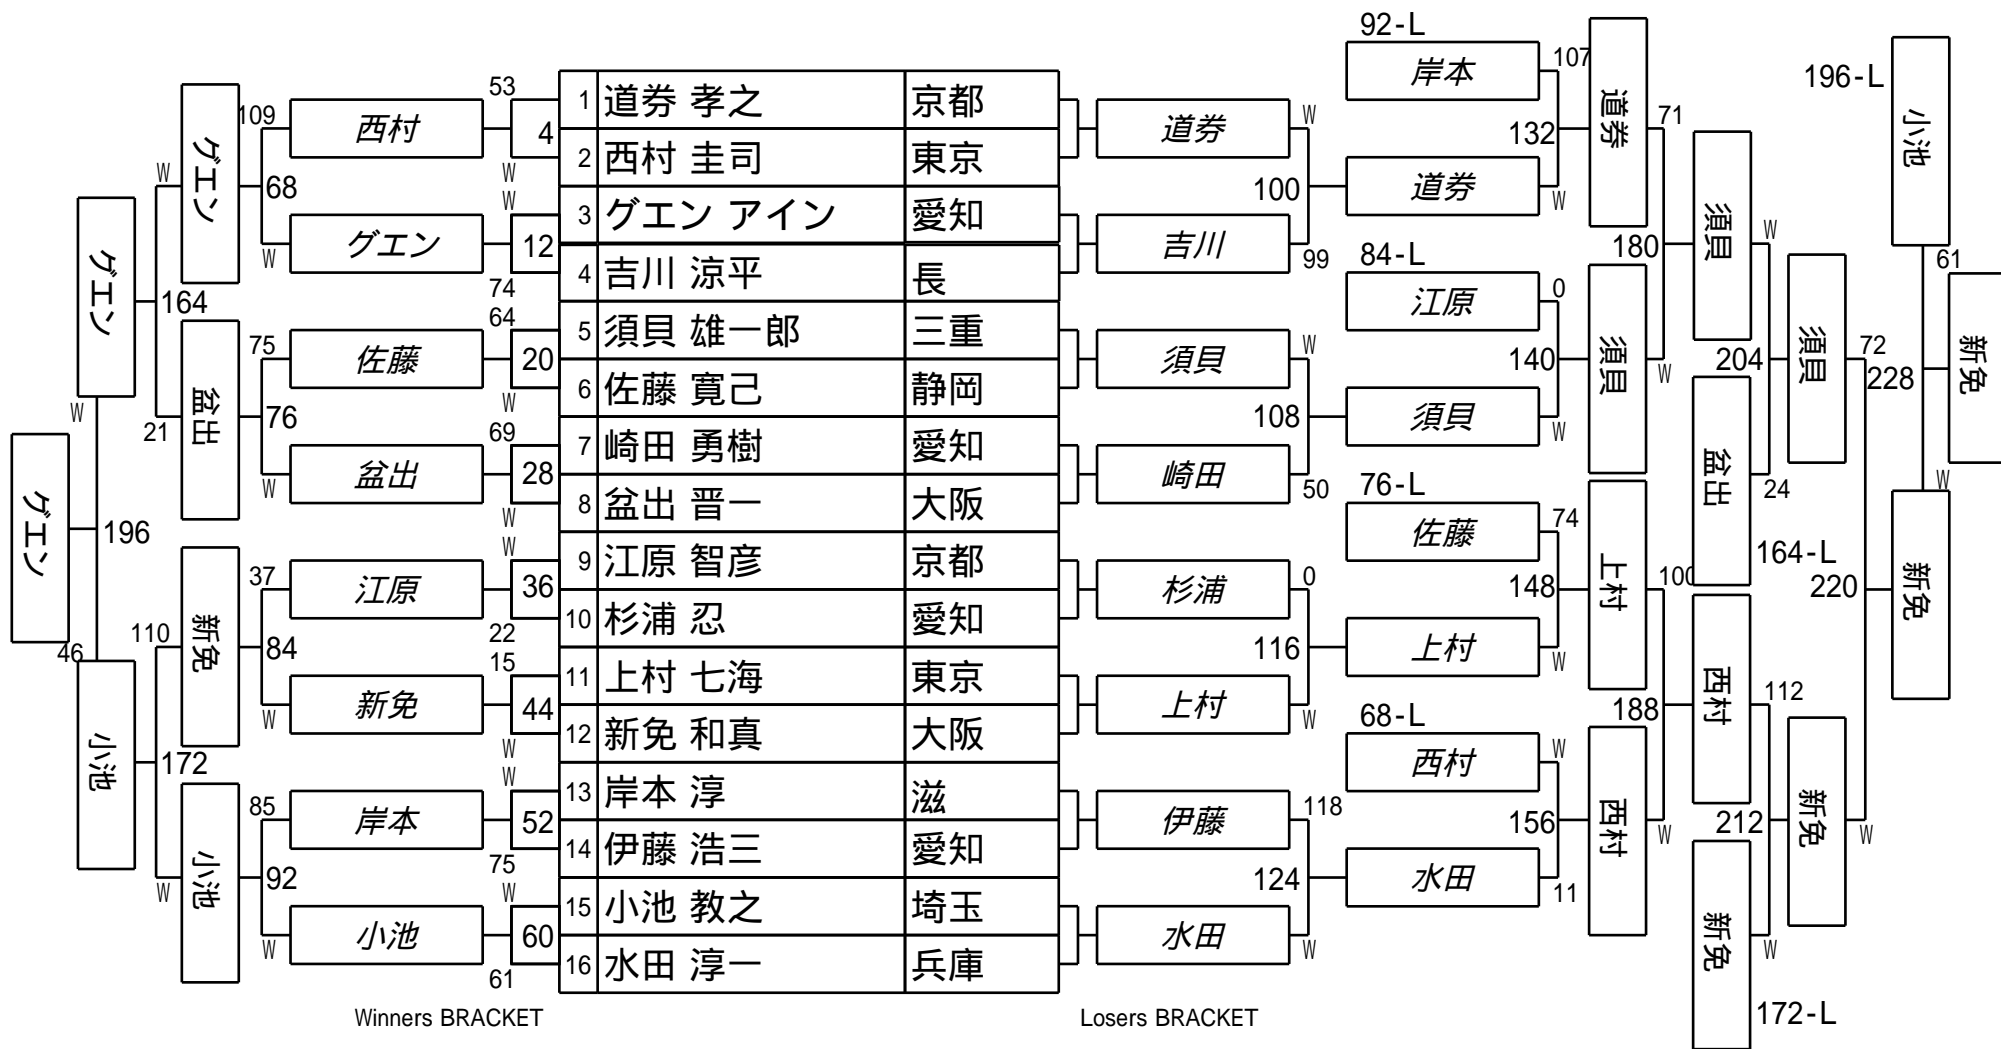 92-L
53
1 道券 孝之 京都
岸本
107
196-L
小池
109
西村
4
道券
W
132
道券
71
グエン
W
2 西村 圭司 東京
W
68
W
3 グエン アイン 愛知
100
道券
W
須貝
W
グエン
W
グエン
12
吉川
99
180
84-L
61
164
74
4 吉川 涼平 長
江原
0
新免
75
佐藤
64
20
5 須貝 雄一郎 三重
須貝
W
140
須貝
W
204
須貝
72
228
盆出
76
W
6 佐藤 寛己 静岡
108
須貝
W
W
21
盆出
W
69
28
7 崎田 勇樹 愛知
崎田
50
76-L
盆出
24
W
グエン
196
W
8 盆出 晋一 大阪
佐藤
74
164-L
新免
37
江原
W
36
9 江原 智彦 京都
杉浦
0
148
上村
100
220
新免
110
84
22
10 杉浦 忍 愛知
116
上村
W
西村
112
46
新免
W
15
44
11 上村 七海 東京
上村
W
188
68-L
小池
172
W
12 新免 和真 大阪
西村
W
新免
W
85
岸本
W
52
13 岸本 淳 滋
伊藤
118
156
西村
W
212
小池
W
92
75
14 伊藤 浩三 愛知
124
水田
11
小池
W
W
60
15 小池 教之 埼玉
水田
W
新免
W
61
16 水田 淳一 兵庫
172-L
Winners BRACKET
Losers BRACKET